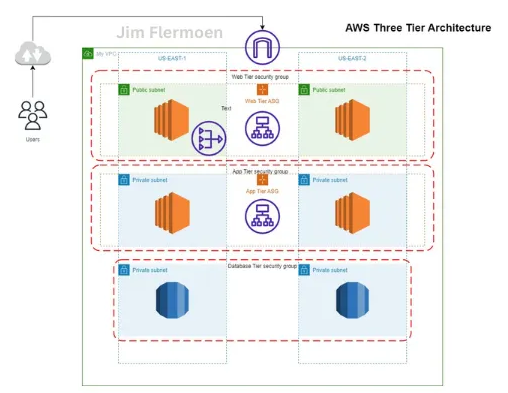 Jim Flermoen
AWS Three Tier Architecture
My VPC
US-EAST-1
US-EAST-2
Web Tier security group
Public subnet
Web Tier ASG
Public subnet
Text
Users
App Tier security group
Private subnet
App Tier ASG
Private subnet
Database Tier security group
Private subnet
Private subnet